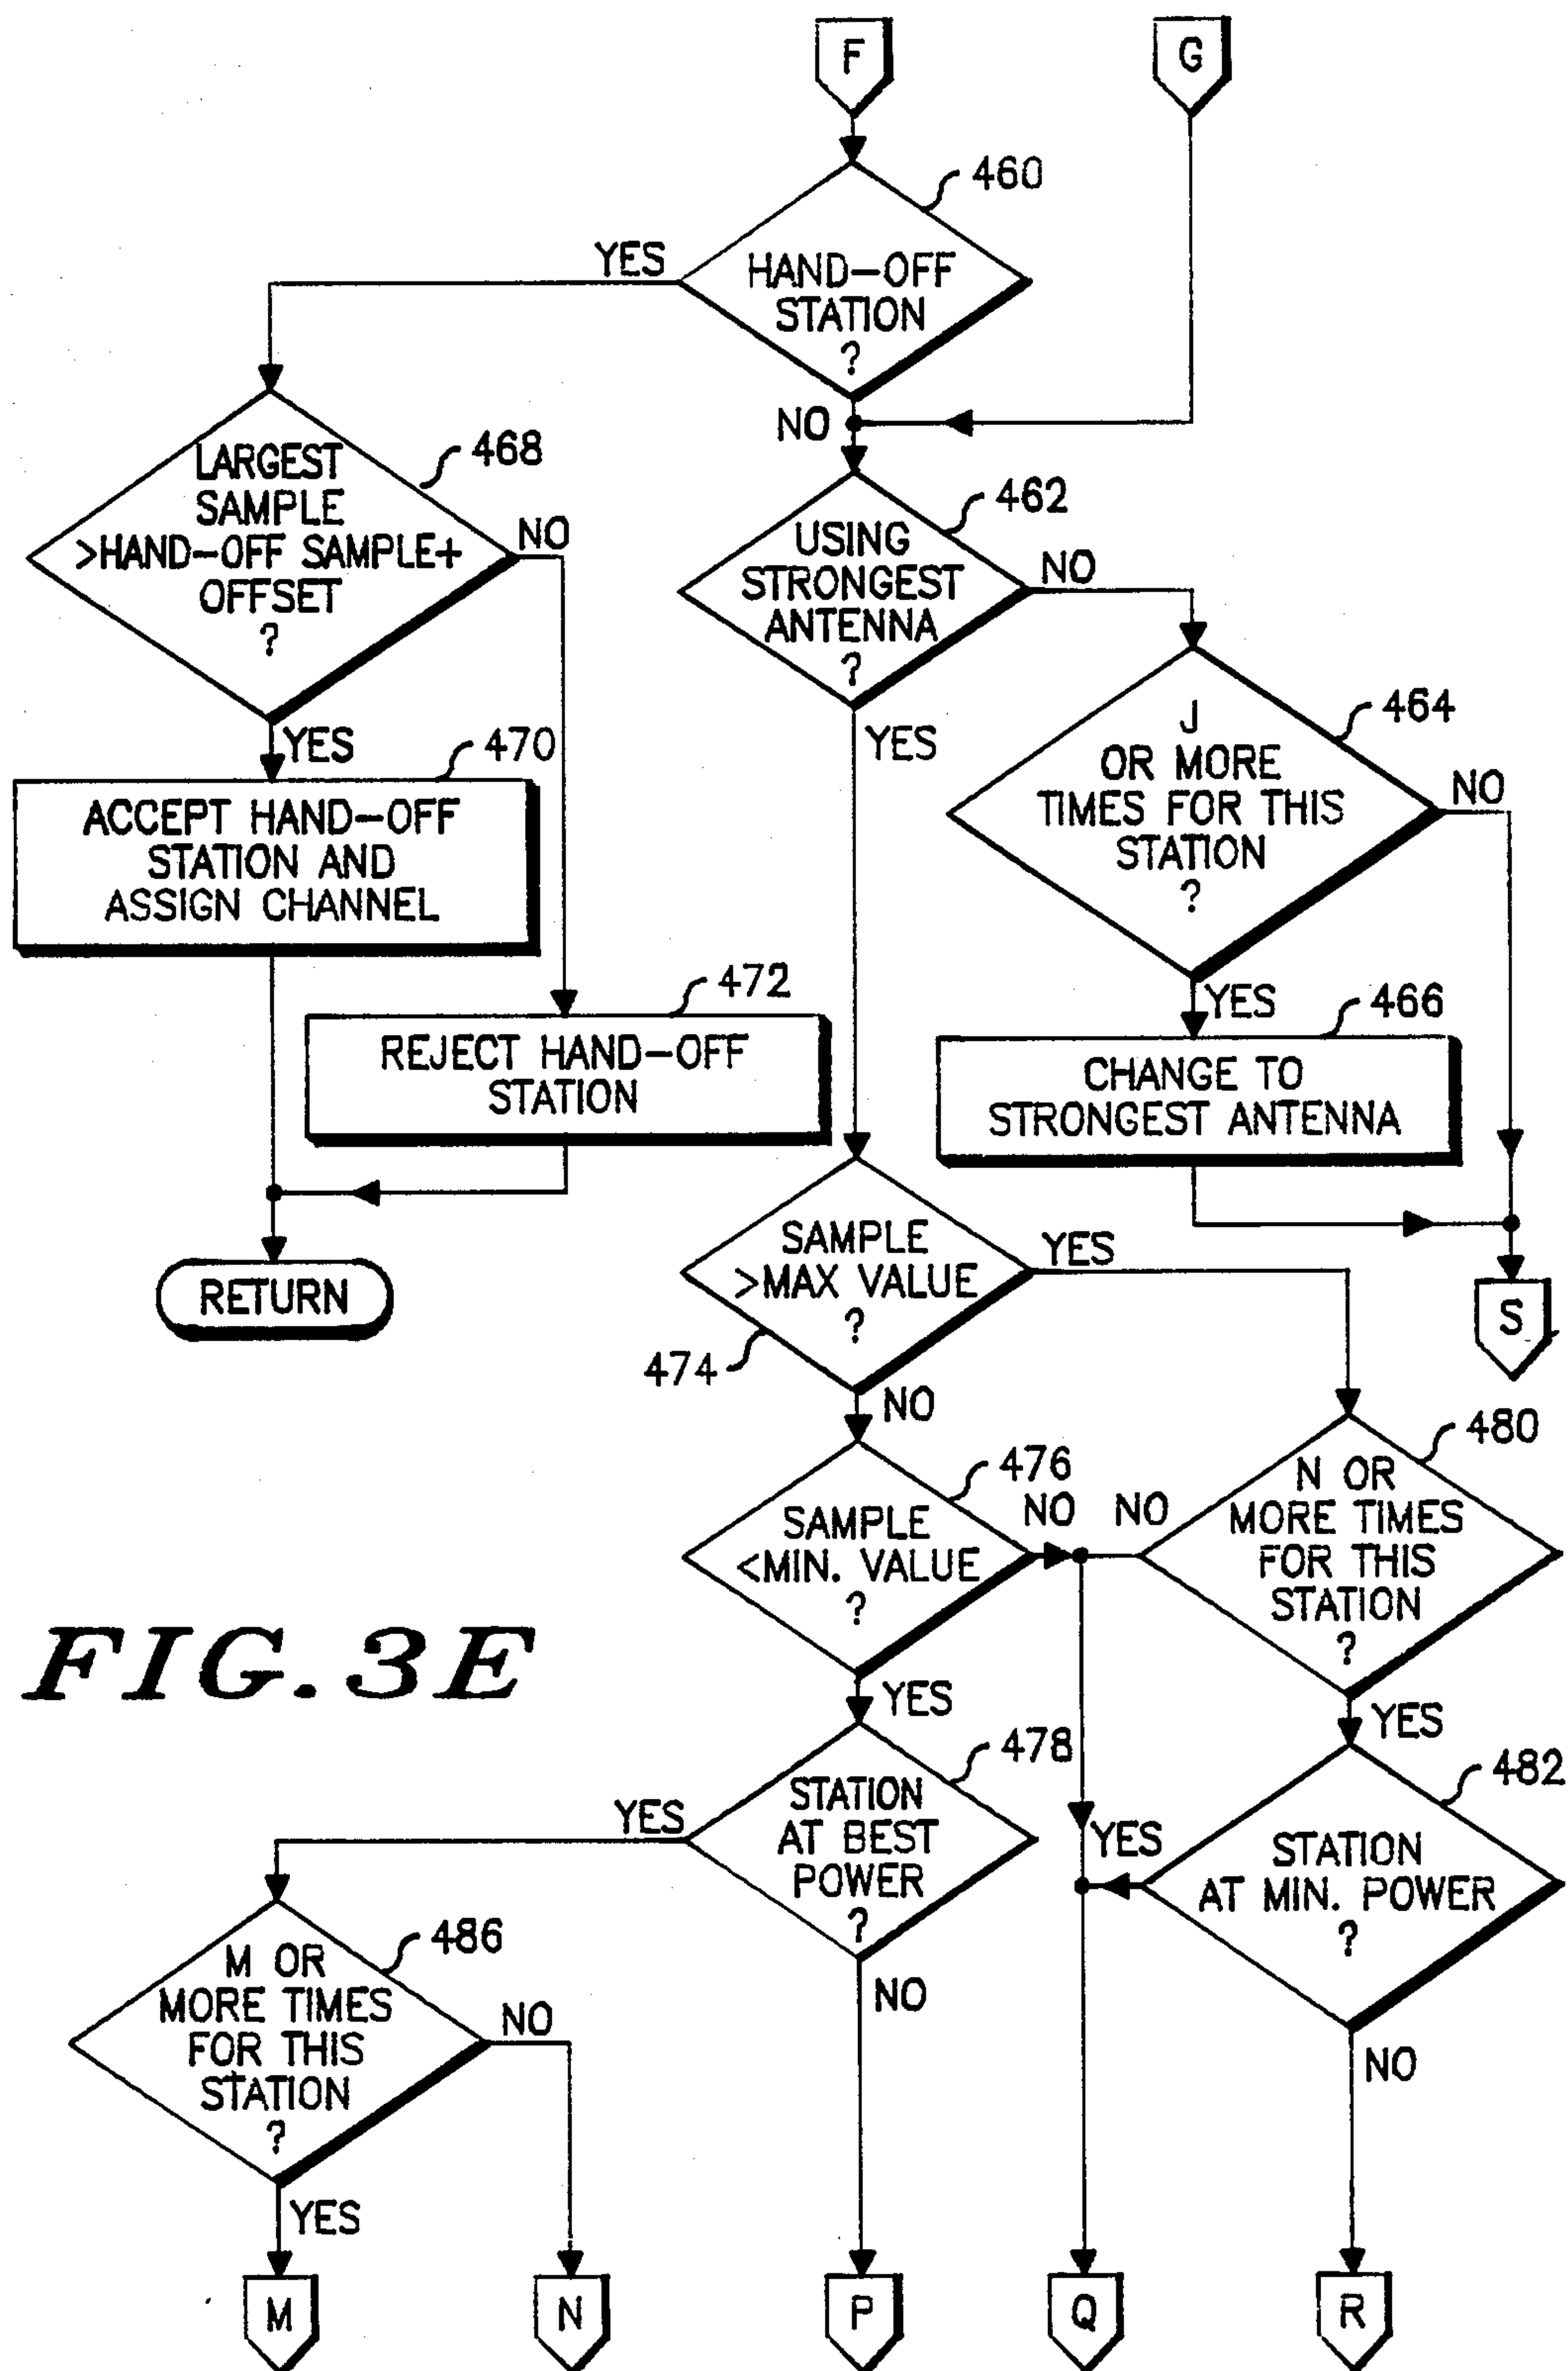 F
G
460
YES
HAND-OFF
STATION
?
NO
LARGEST
SAMPLE
>HAND-OFF SAMPLE+
OFFSET
?
468
NO
YES
462
USING
STRONGEST
ANTENNA
?
NO
YES
464
J
OR MORE
TIMES FOR THIS
STATION
?
NO
YES
470
ACCEPT HAND-OFF
STATION AND
ASSIGN CHANNEL
472
REJECT HAND-OFF
STATION
466
CHANGE TO
STRONGEST ANTENNA
RETURN
SAMPLE
>MAX VALUE
?
YES
474
NO
S
476
SAMPLE
<MIN. VALUE
?
NO
YES
480
NO
N OR
MORE TIMES
FOR THIS
STATION
?
YES
FIG.3E
478
YES
STATION
AT BEST
POWER
?
NO
482
YES
STATION
AT MIN. POWER
?
NO
486
M OR
MORE TIMES
FOR THIS
STATION
?
NO
YES
M
N
P
Q
R